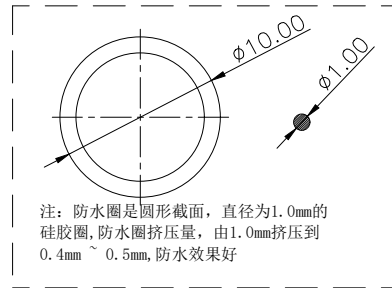 ø10.00
ø1.00
注：防水圈是圆形截面，直径为1.0mm的
硅胶圈,防水圈挤压量，由1.0mm挤压到
0.4mm ~ 0.5mm,防水效果好